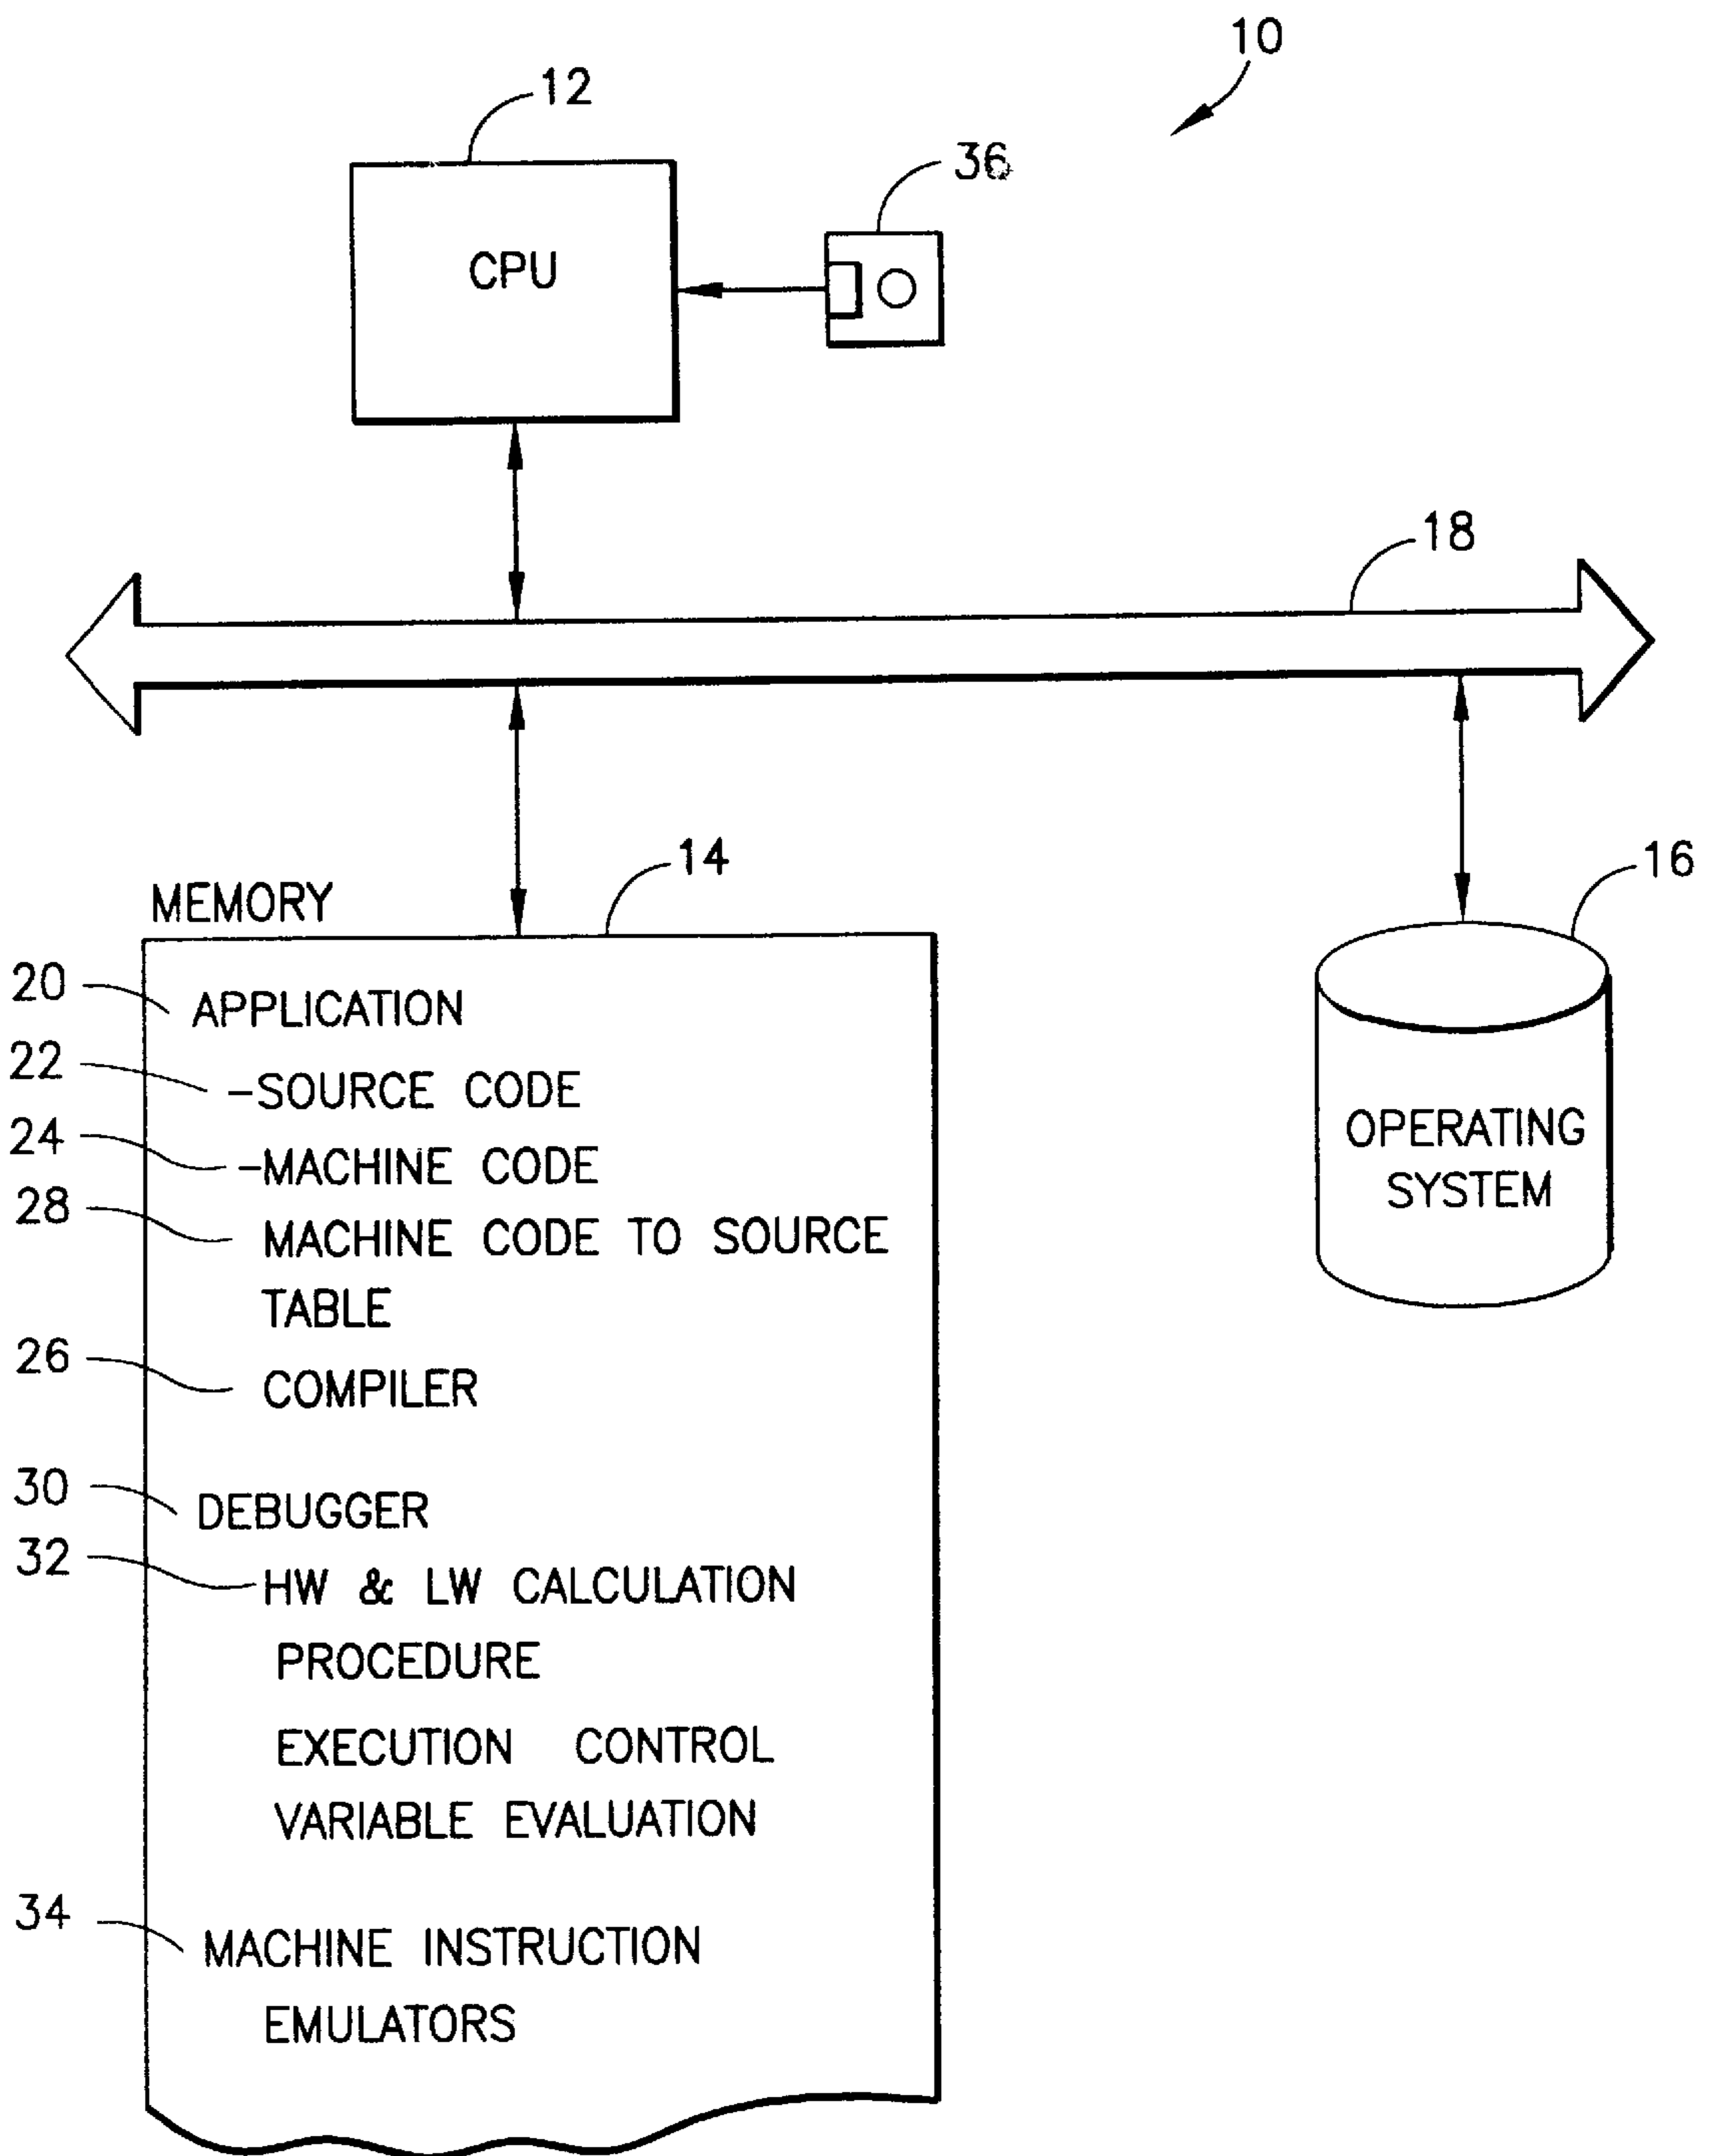 10
12
36
CPU
18
14
16
MEMORY
20 APPLICATION
22 -SOURCE CODE
24 -MACHINE CODE
28 MACHINE CODE TO SOURCE
TABLE
26 COMPILER
OPERATING
SYSTEM
30 DEBUGGER
32 HW & LW CALCULATION
PROCEDURE
EXECUTION CONTROL
VARIABLE EVALUATION
34 MACHINE INSTRUCTION
EMULATORS